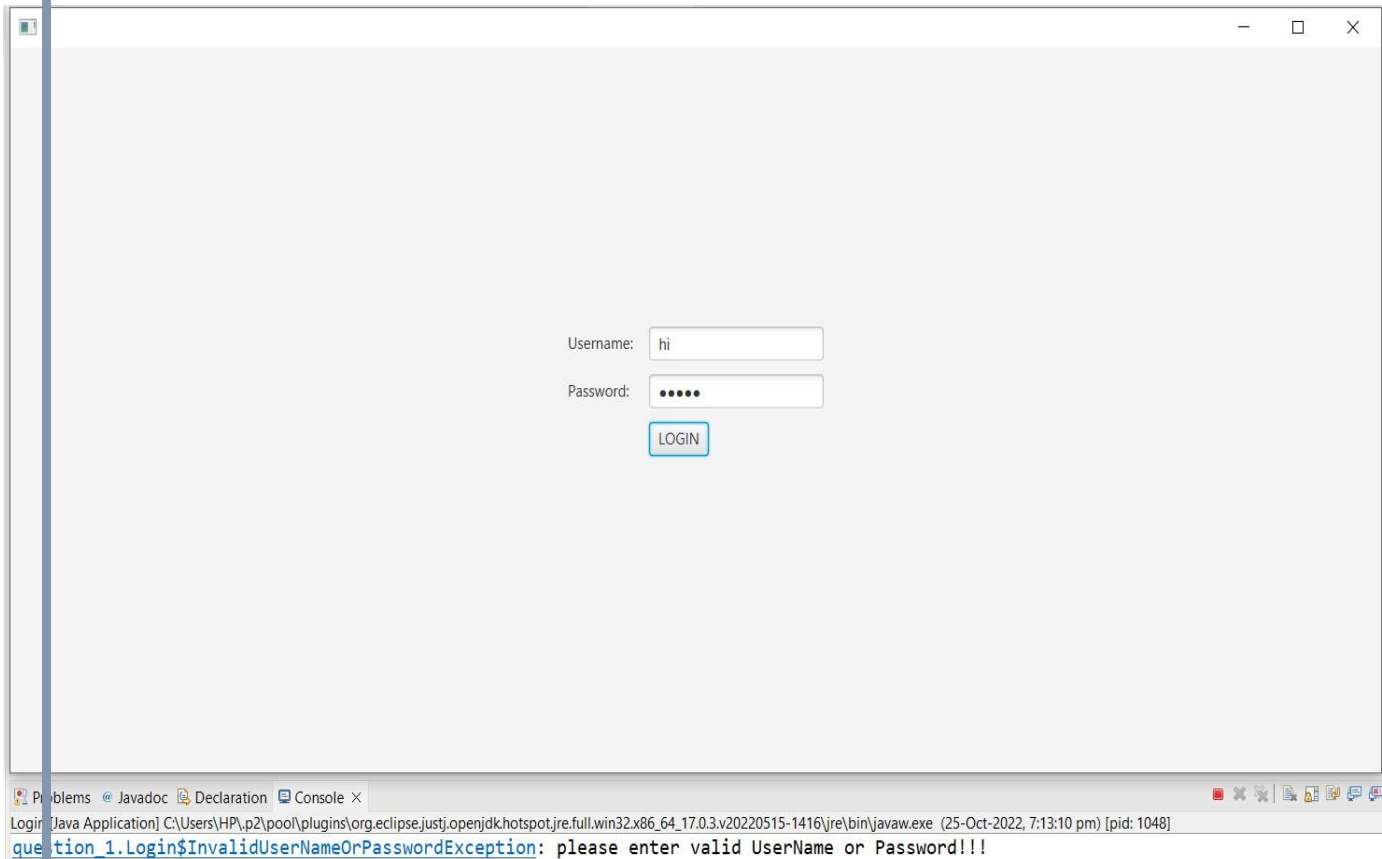 Username: hi
Password: •••••
LOGIN
Problems @ Javadoc Declaration Console ×
Login [Java Application] C:\Users\HP\.p2\pool\plugins\org.eclipse.justj.openjdk.hotspot.jre.full.win32.x86_64_17.0.3.v20220515-1416\jre\bin\javaw.exe (25-Oct-2022, 7:13:10 pm) [pid: 1048]
question_1.Login$InvalidUserNameOrPasswordException: please enter valid UserName or Password!!!